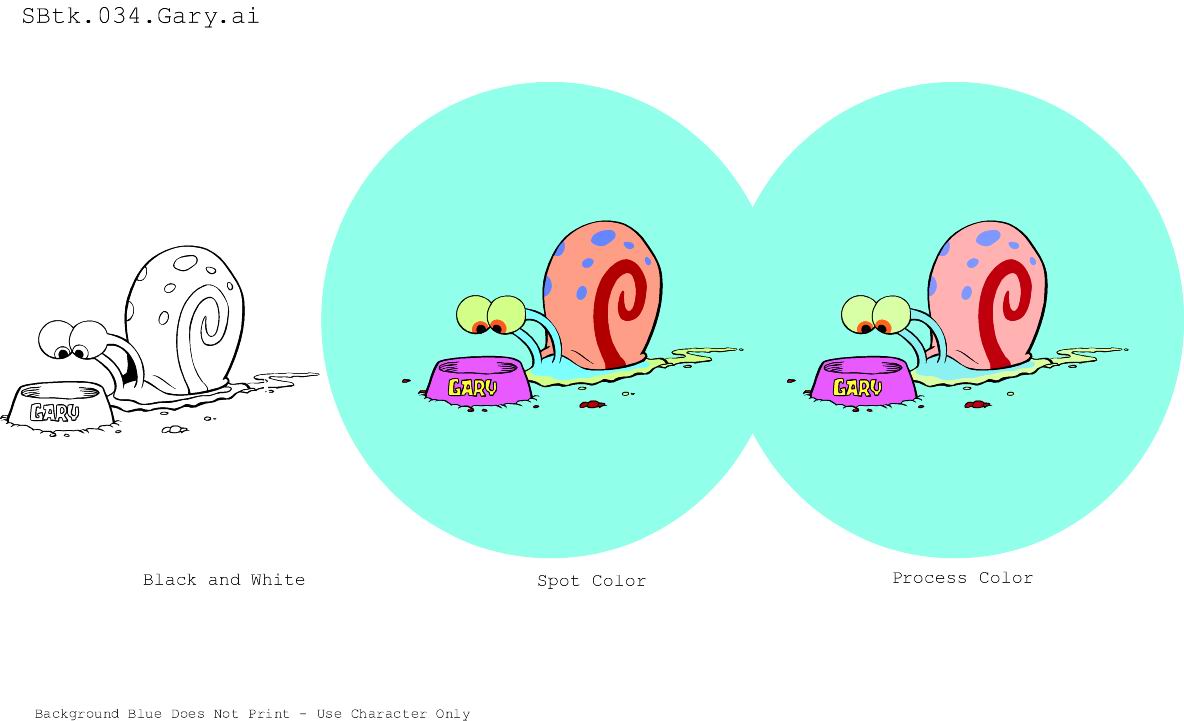 SBtk.034.Gary.ai
GARY
GARY
GARY
Black and White
Spot Color
Process Color
Background Blue Does Not Print - Use Character Only